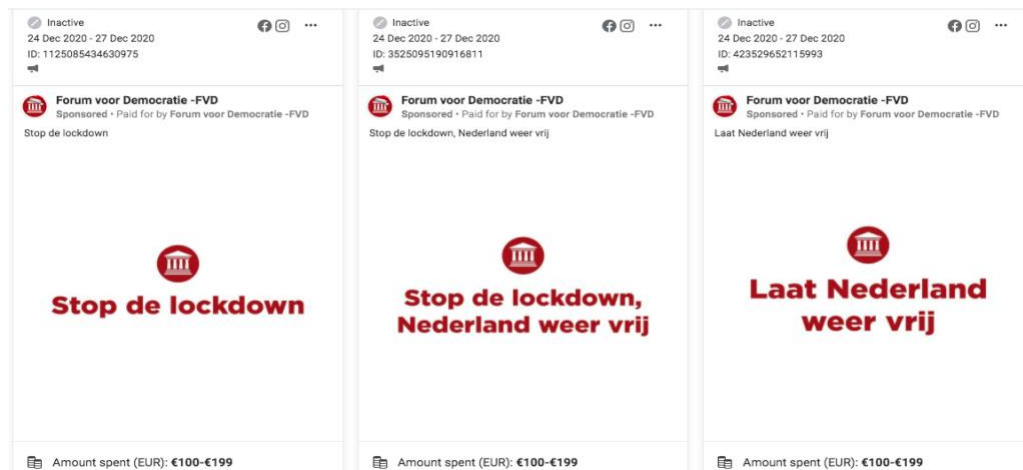 Inactive
24 Dec 2020 - 27 Dec 2020
ID: 1125085434630975
Forum voor Democratie -FVD
Sponsored • Paid for by Forum voor Democratie -FVD
Stop de lockdown
Stop de lockdown
Amount spent (EUR): €100-€199
Inactive
24 Dec 2020 - 27 Dec 2020
ID: 3525095190916811
Forum voor Democratie -FVD
Sponsored • Paid for by Forum voor Democratie -FVD
Stop de lockdown, Nederland weer vrij
Stop de lockdown,
Nederland weer vrij
Amount spent (EUR): €100-€199
Inactive
24 Dec 2020 - 27 Dec 2020
ID: 423529652115993
Forum voor Democratie -FVD
Sponsored • Paid for by Forum voor Democratie -FVD
Laat Nederland weer vrij
Laat Nederland
weer vrij
Amount spent (EUR): €100-€199